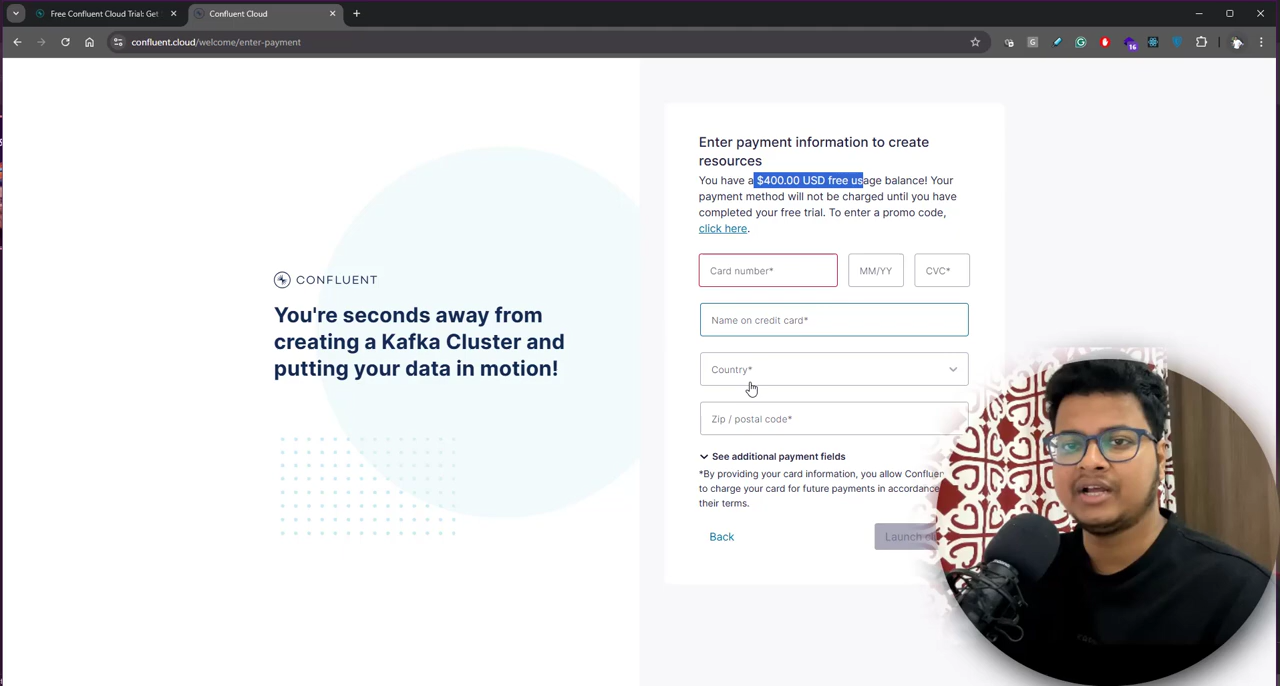 Free Confluent Cloud Trial: Get
Confluent Cloud
confluent.cloud/welcome/enter-payment
16
CONFLUENT
You're seconds away from
creating a Kafka Cluster and
putting your data in motion!
Enter payment information to create
resources
You have a $400.00 USD free usage balance! Your
payment method will not be charged until you have
completed your free trial. To enter a promo code,
click here.
Card number*
MM/YY
CVC*
Name on credit card*
Country*
Zip / postal code*
See additional payment fields
*By providing your card information, you allow Confluen
to charge your card for future payments in accordance
their terms.
Back
Launch